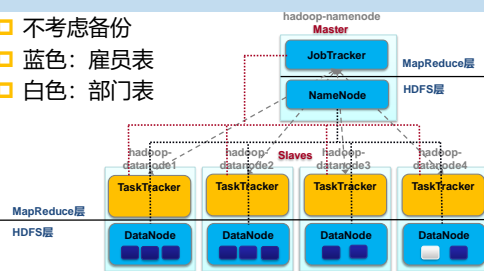 不考虑备份
蓝色：雇员表
白色：部门表
hadoop-namenode
Master
JobTracker
MapReduce层
HDFS层
NameNode
hadoop-datanode1
hadoop-datanode2
Slaves
hadoop-datanode3
hadoop-datanode4
TaskTracker
TaskTracker
TaskTracker
TaskTracker
MapReduce层
HDFS层
DataNode
DataNode
DataNode
DataNode